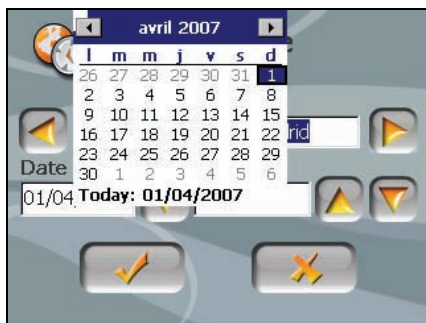 avril 2007
l m m j v s d
26 27 28 29 30 31 1
2 3 4 5 6 7 8
9 10 11 12 13 14 15
16 17 18 19 20 21 22
23 24 25 26 27 28 29
30 1 2 3 4 5 6
Today: 01/04/2007
Date
01/04